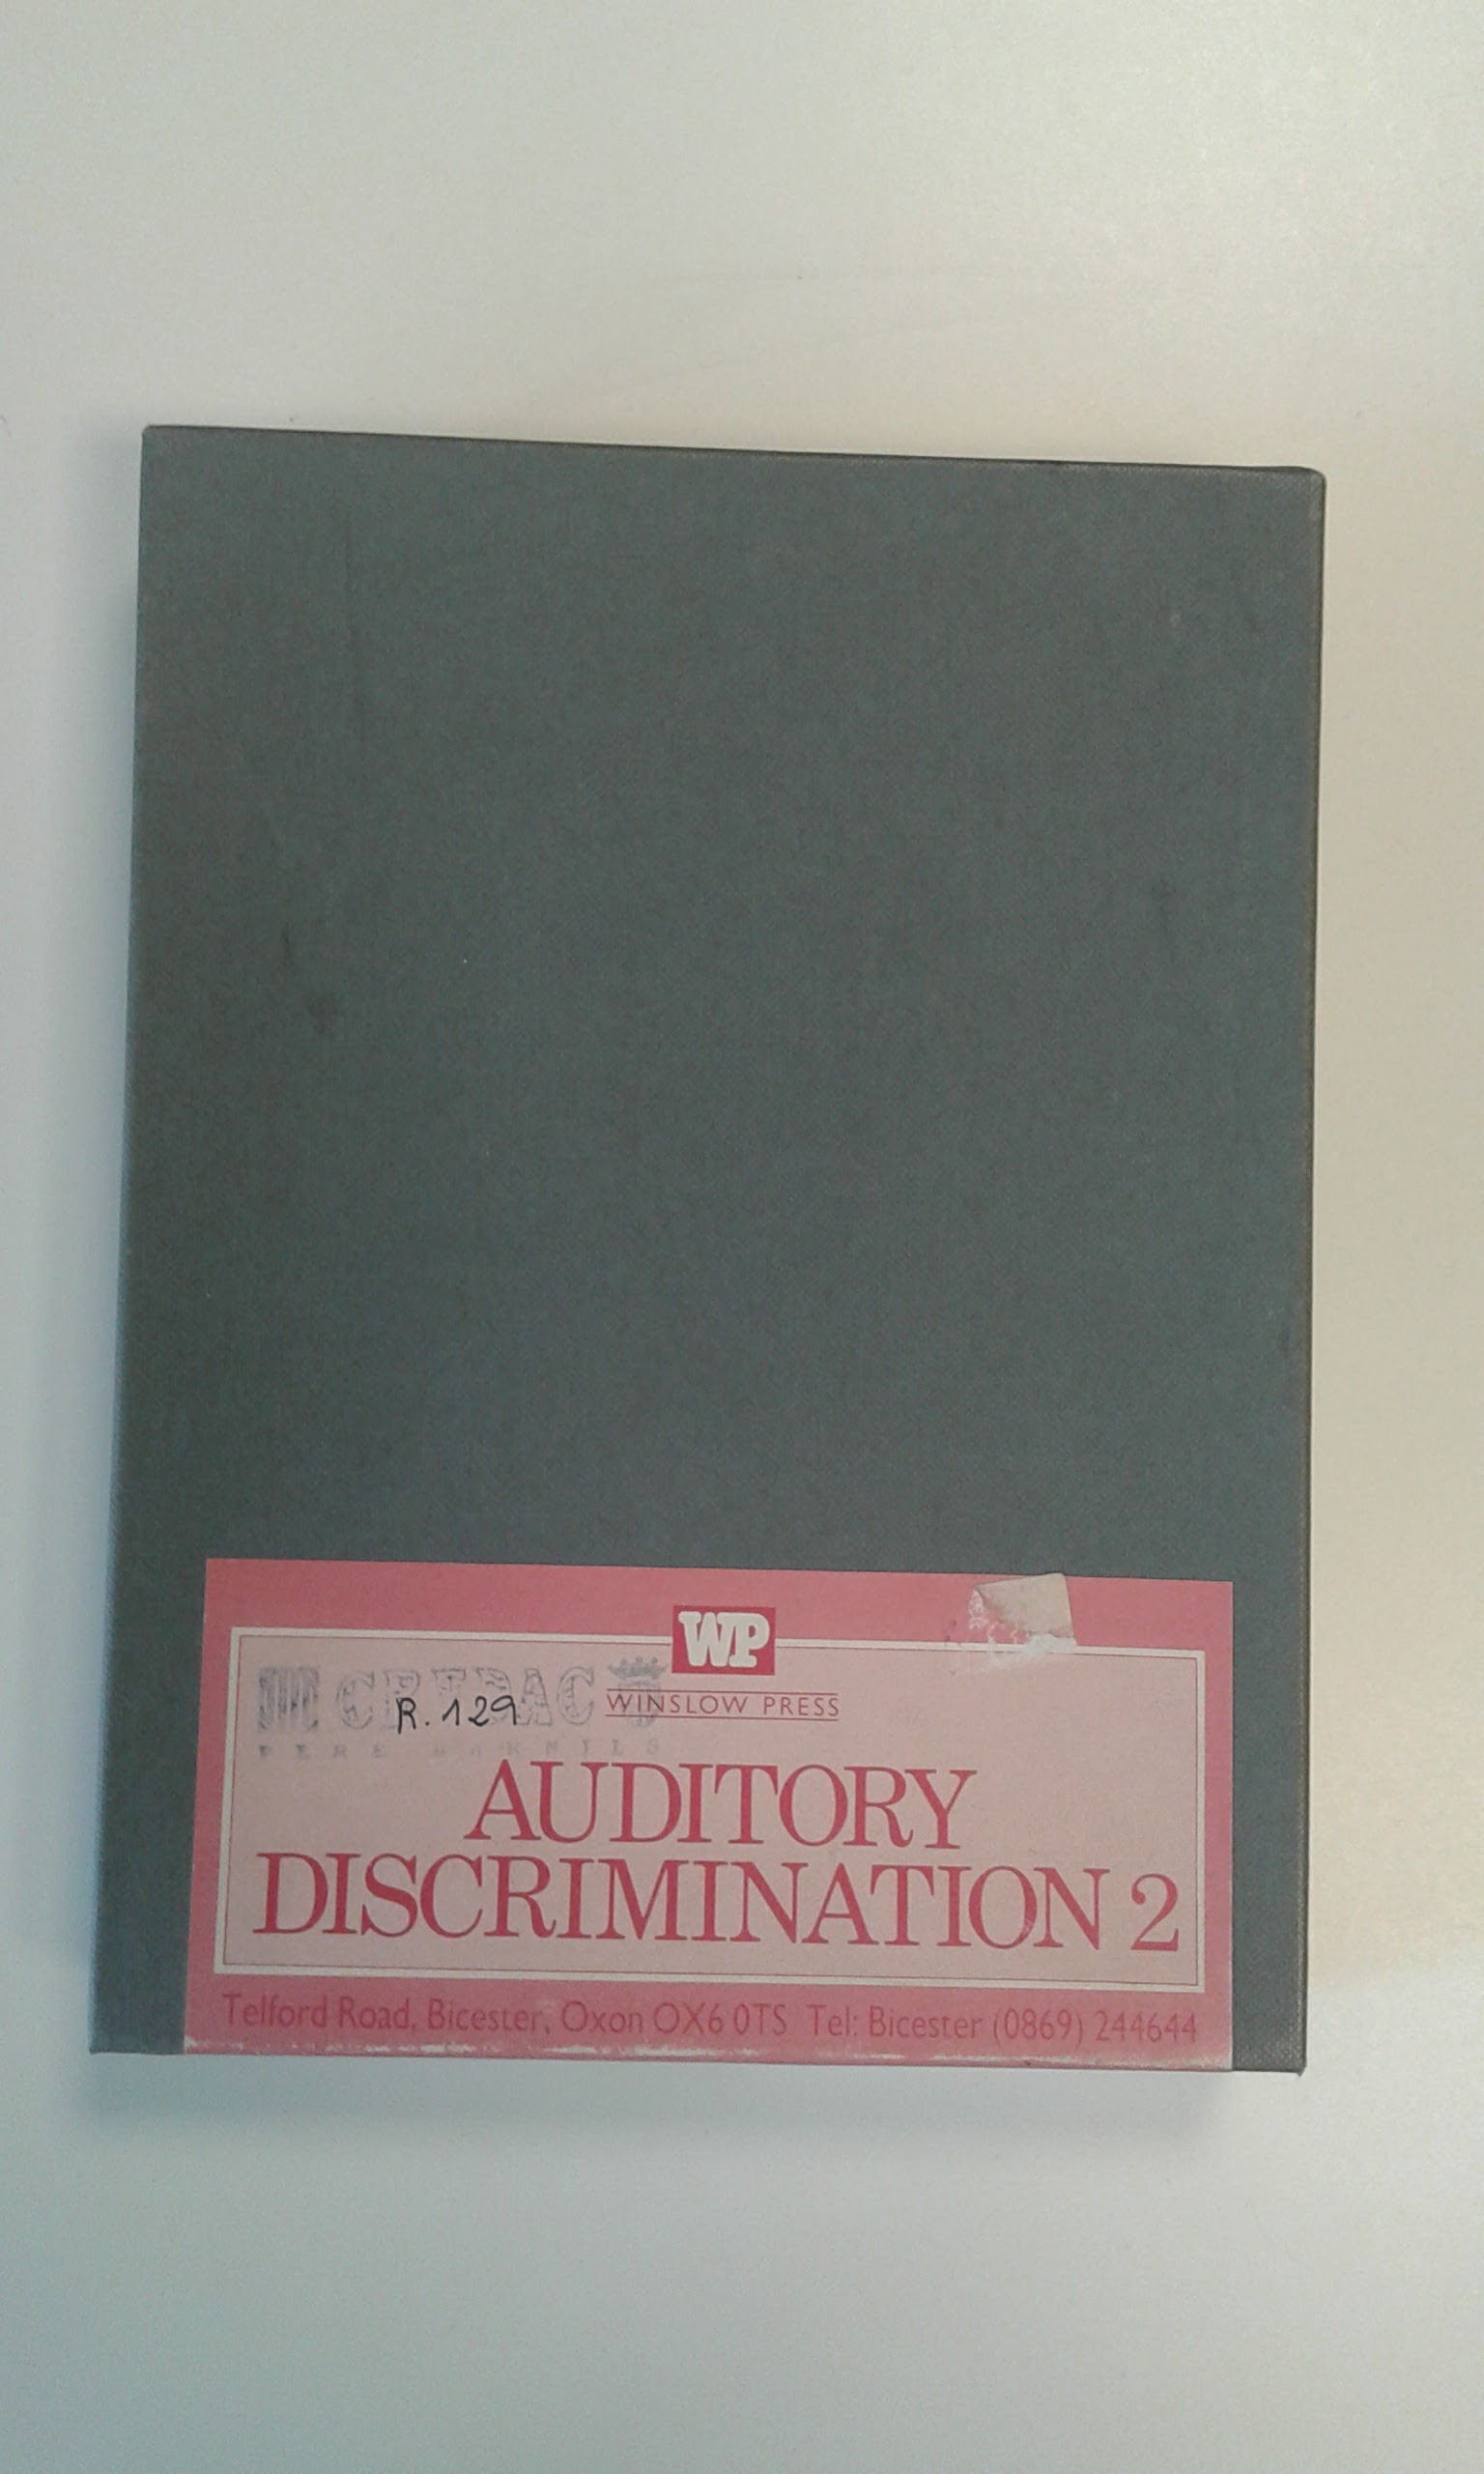 WP
WINSLOW PRESS
R. 129
AUDITORY
DISCRIMINATION 2
Telford Road, Bicester, Oxon OX6 0TS Tel: Bicester (0869) 244644